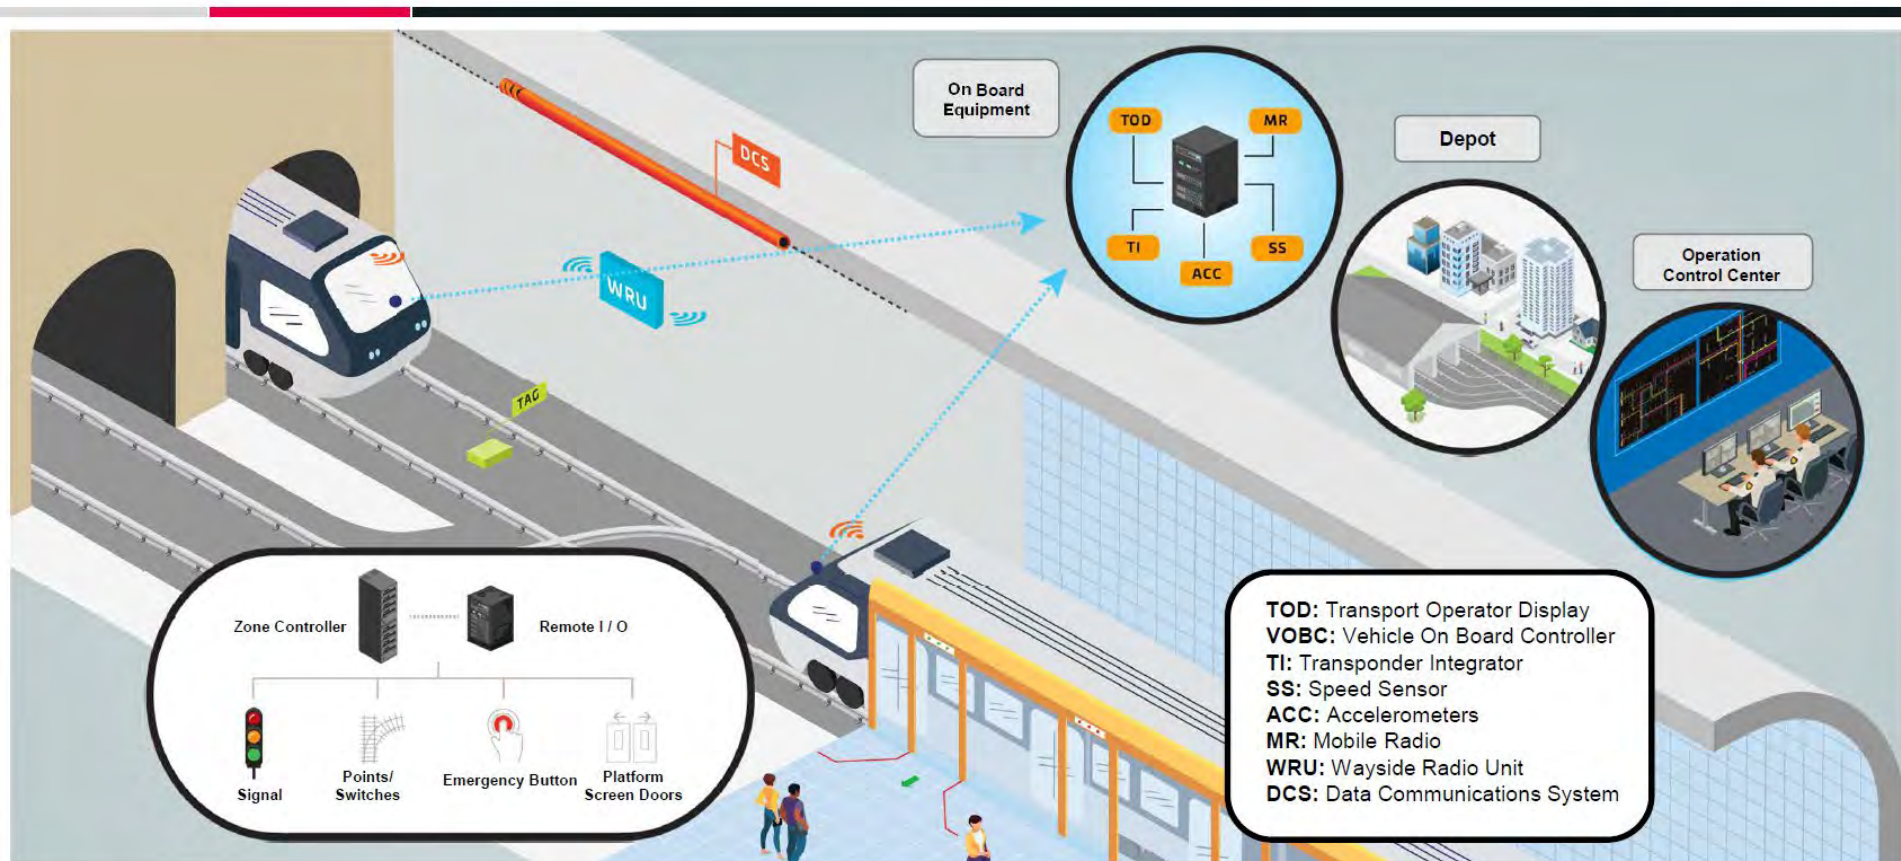 On Board
Equipment
TOD
MR
TI
SS
ACC
Depot
Operation
Control Center
DCS
WRU
TAG
Zone Controller
Remote I / O
Signal
Points/
Switches
Emergency Button
Platform
Screen Doors
TOD: Transport Operator Display
VOBC: Vehicle On Board Controller
TI: Transponder Integrator
SS: Speed Sensor
ACC: Accelerometers
MR: Mobile Radio
WRU: Wayside Radio Unit
DCS: Data Communications System